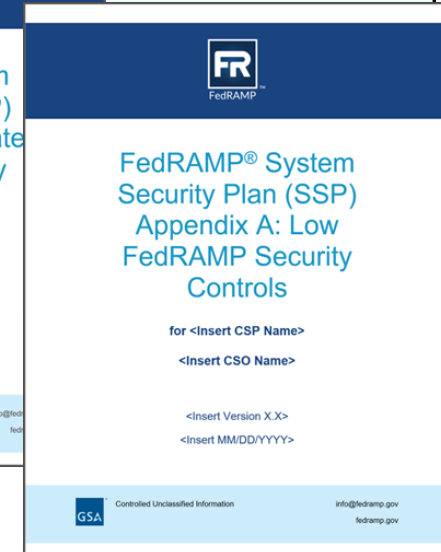 FR
FedRAMP
™
FedRAMP® System
Security Plan (SSP)
Appendix A: Low
FedRAMP Security
Controls
for <Insert CSP Name>
<Insert CSO Name>
<Insert Version X.X>
<Insert MM/DD/YYYY>
GSA
Controlled Unclassified Information
info@fedramp.gov
fedramp.gov